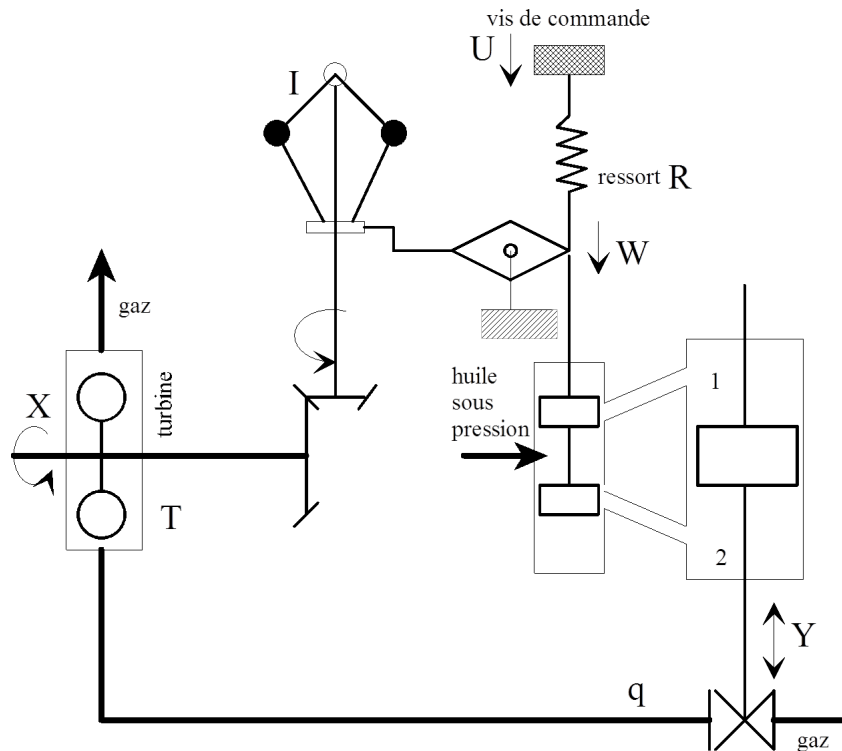 vis de commande
U
I
ressort R
W
gaz
turbine
X
T
huile
sous
pression
1
2
Y
q
gaz